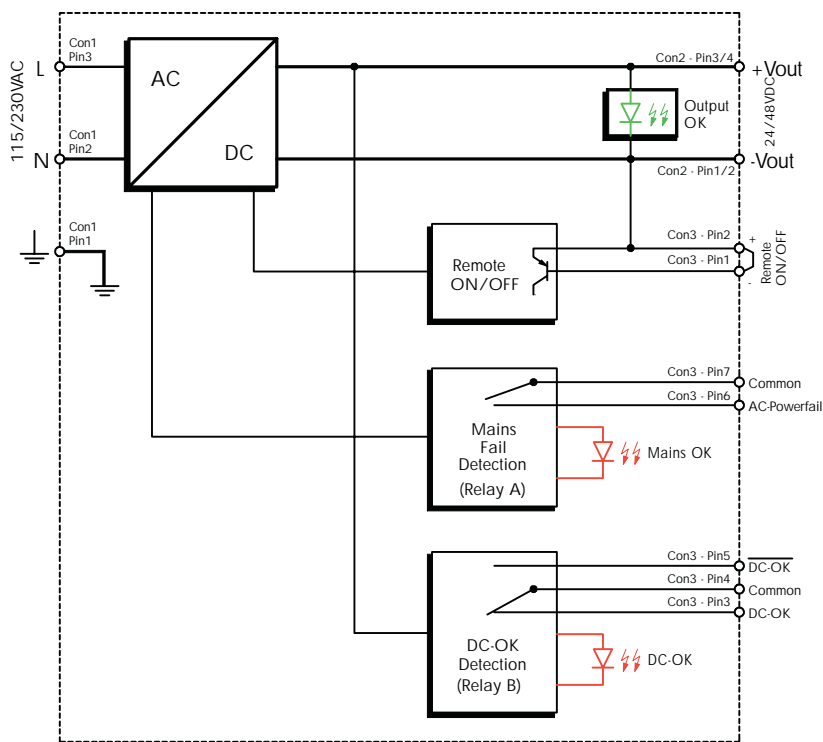 115/230VAC
L
Con1
Pin3
N
Con1
Pin2
Con1
Pin1
AC
DC
Con2 - Pin3/4
+Vout
Output
OK
24/48VDC
Con2 - Pin1/2
-Vout
Remote
ON/OFF
Con3 - Pin2
Con3 - Pin1
+
-
Remote
ON/OFF
Mains
Fail
Detection
(Relay A)
Con3 - Pin7
Common
Con3 - Pin6
AC-Powerfail
Mains OK
DC-OK
Detection
(Relay B)
Con3 - Pin5
DC-OK
Con3 - Pin4
Common
Con3 - Pin3
DC-OK
DC-OK